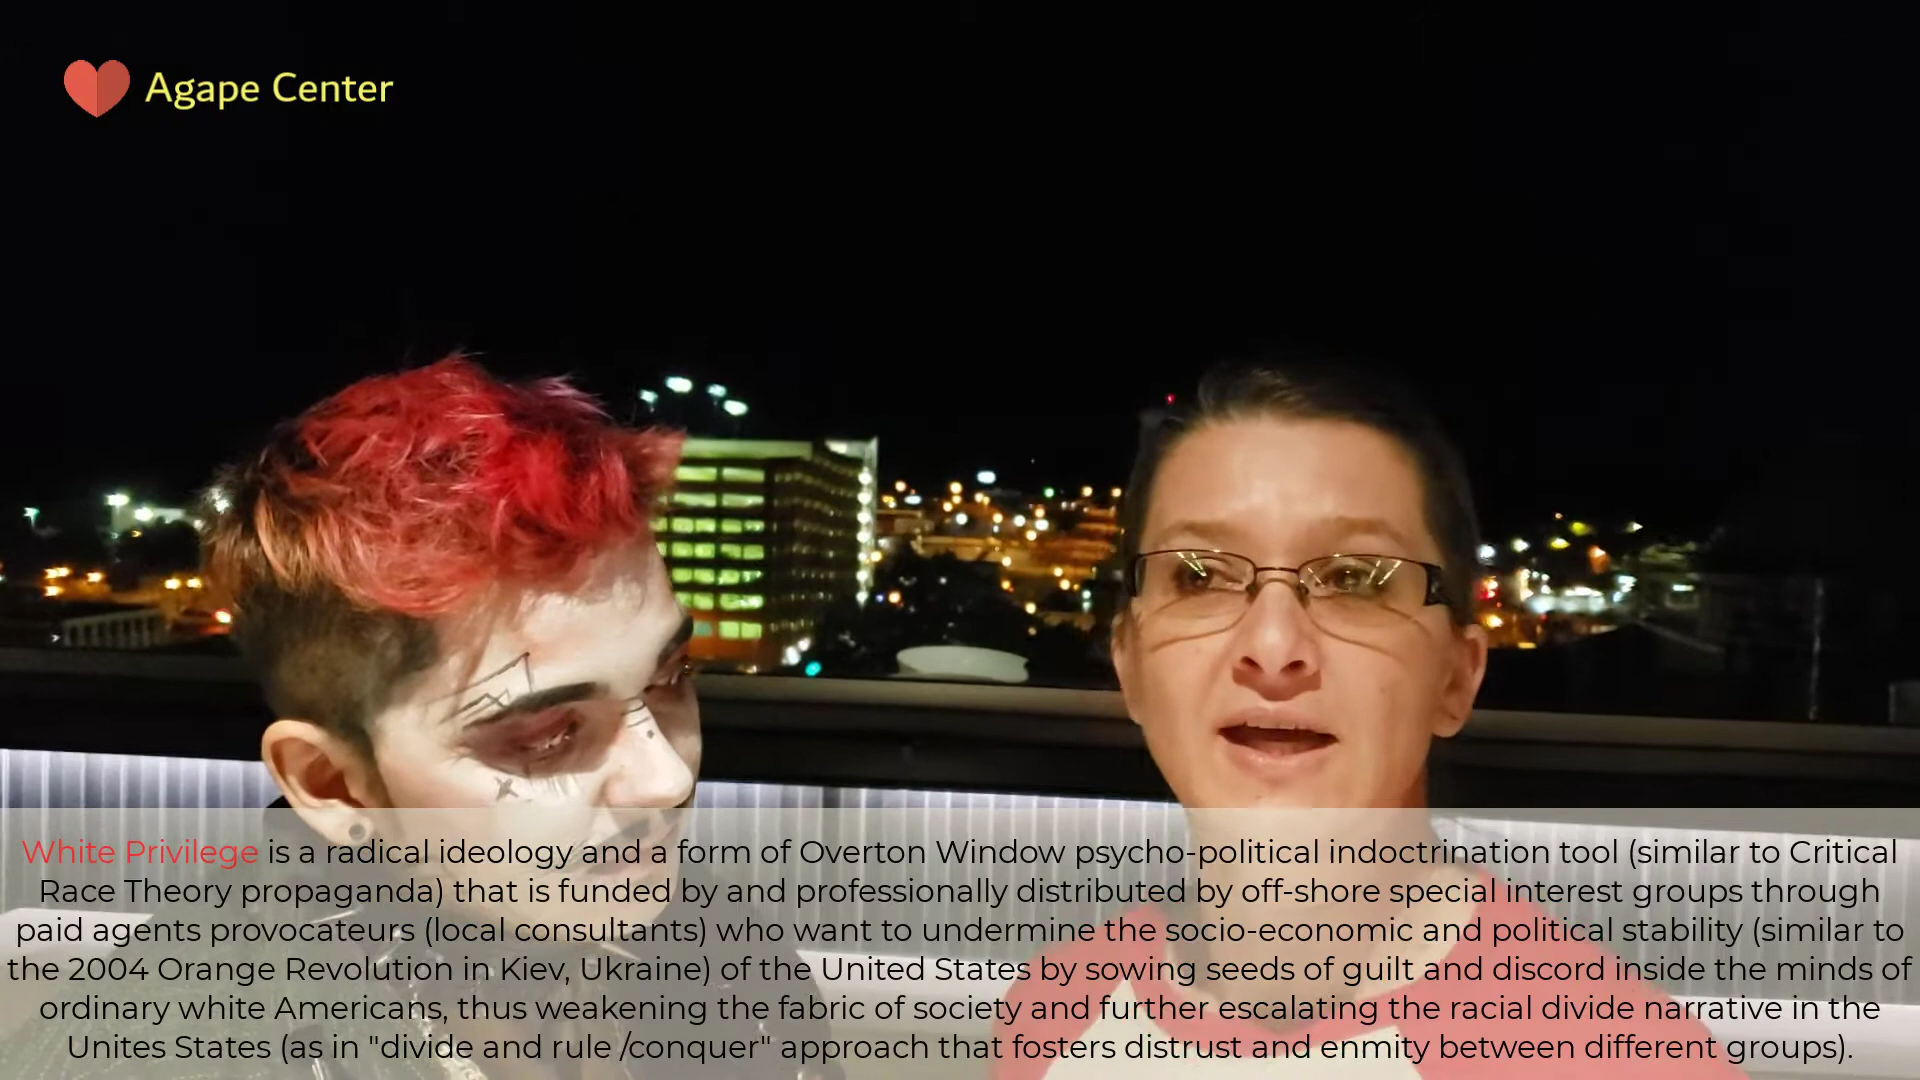 Agape Center
White Privilege is a radical ideology and a form of Overton Window psycho-political indoctrination tool (similar to Critical
Race Theory propaganda) that is funded by and professionally distributed by off-shore special interest groups through
paid agents provocateurs (local consultants) who want to undermine the socio-economic and political stability (similar to
the 2004 Orange Revolution in Kiev, Ukraine) of the United States by sowing seeds of guilt and discord inside the minds of
ordinary white Americans, thus weakening the fabric of society and further escalating the racial divide narrative in the
Unites States (as in "divide and rule /conquer" approach that fosters distrust and enmity between different groups).